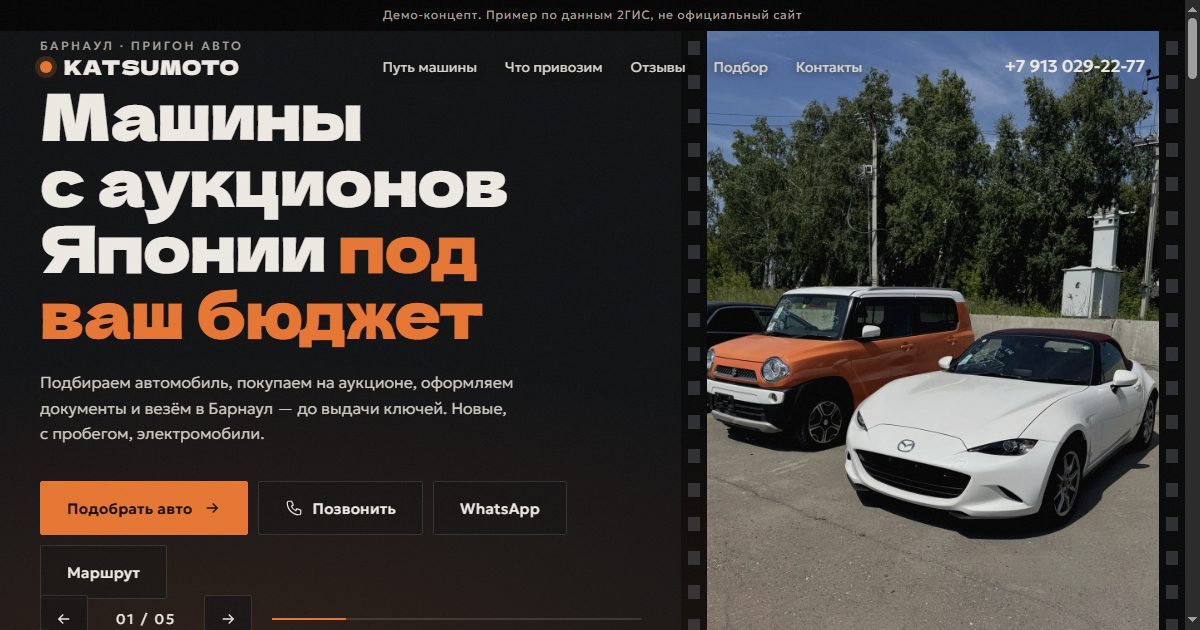 Демо-концепт. Пример по данным 2ГИС, не официальный сайт
БАРНАУЛ · ПРИГОН АВТО
KATSUMOTO
Путь машины
Что привозим
Отзывы
Подбор
Контакты
+7 913 029-22-77
Машины
с аукционов
Японии под
ваш бюджет
Подбираем автомобиль, покупаем на аукционе, оформляем
документы и везём в Барнаул — до выдачи ключей. Новые,
с пробегом, электромобили.
Подобрать авто →
Позвонить
WhatsApp
Маршрут
← 01 / 05 →